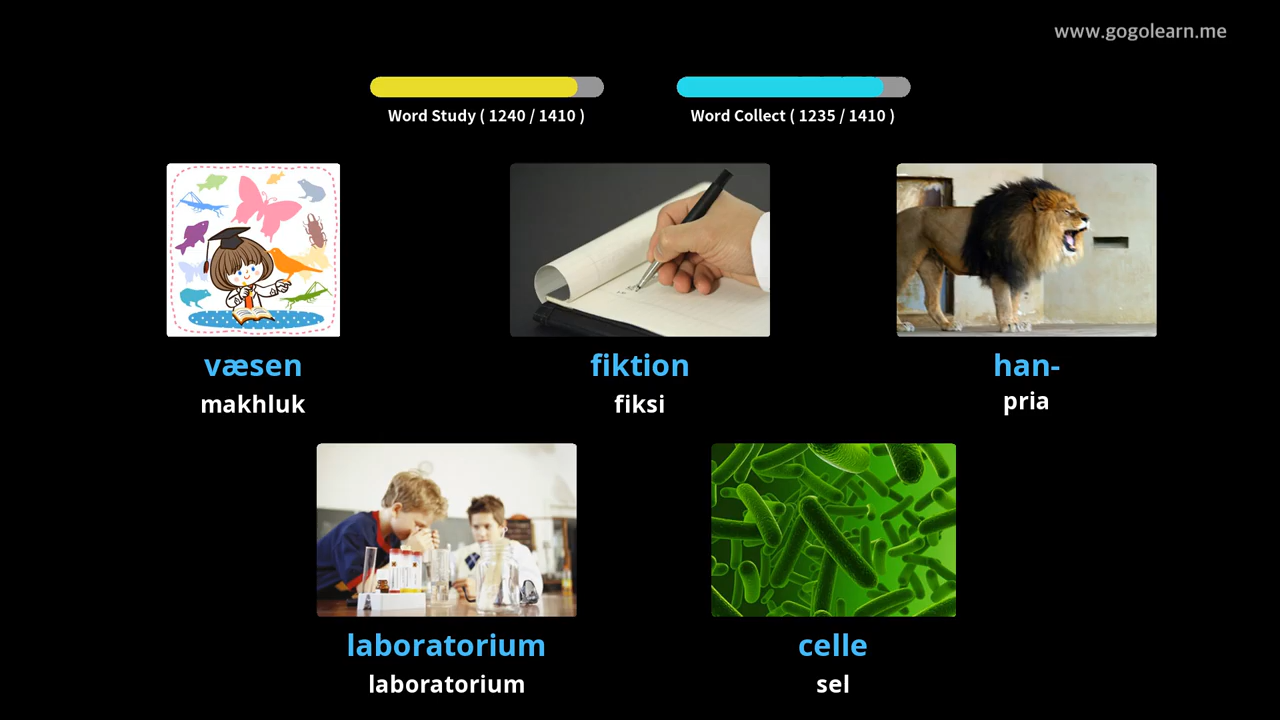 www.gogolearn.me
Word Study ( 1240 / 1410 )
Word Collect ( 1235 / 1410 )
væsen
makhluk
fiktion
fiksi
han-
pria
laboratorium
laboratorium
celle
sel